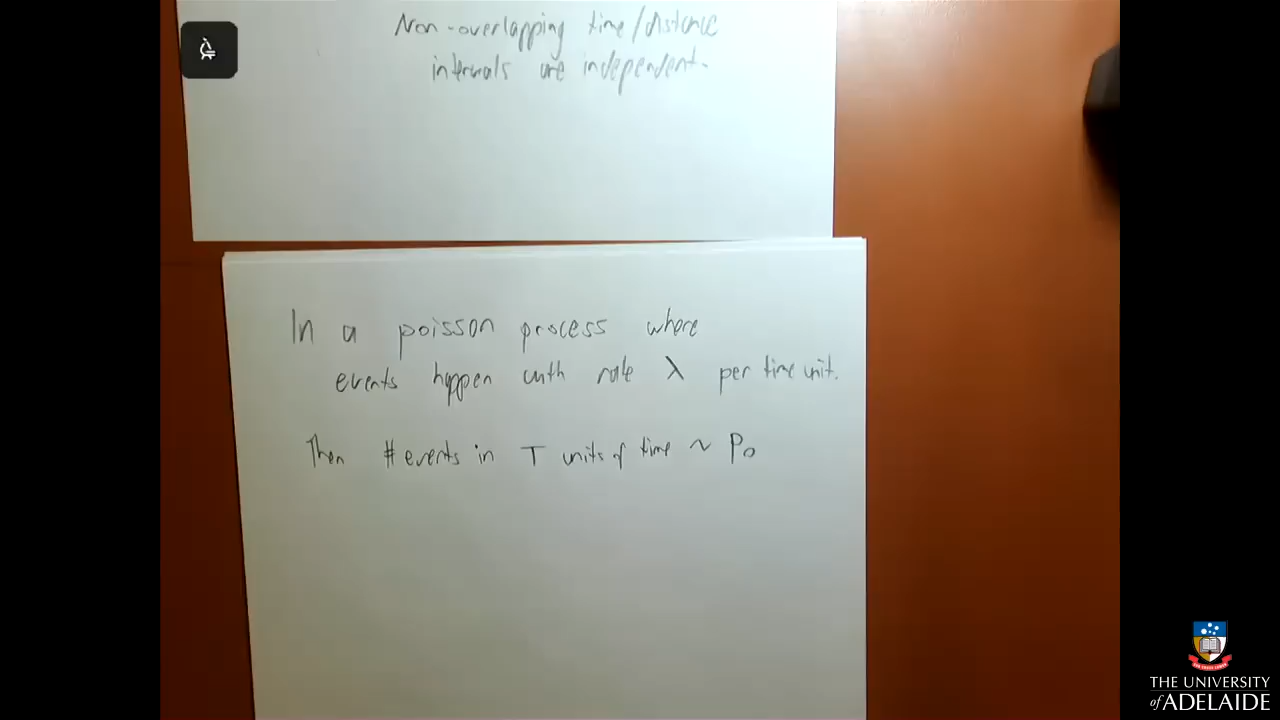 Non-overlapping time/distance
intervals are independent.
In a poisson process where
events happen with rate λ per time unit.
Then # events in T units of time ~ Po
THE UNIVERSITY
of ADELAIDE